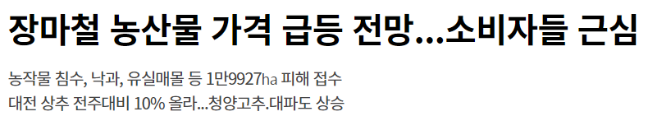 장마철 농산물 가격 급등 전망...소비자들 근심
농작물 침수, 낙과, 유실매몰 등 1만9927ha 피해 접수
대전 상추 전주대비 10% 올라...청양고추.대파도 상승